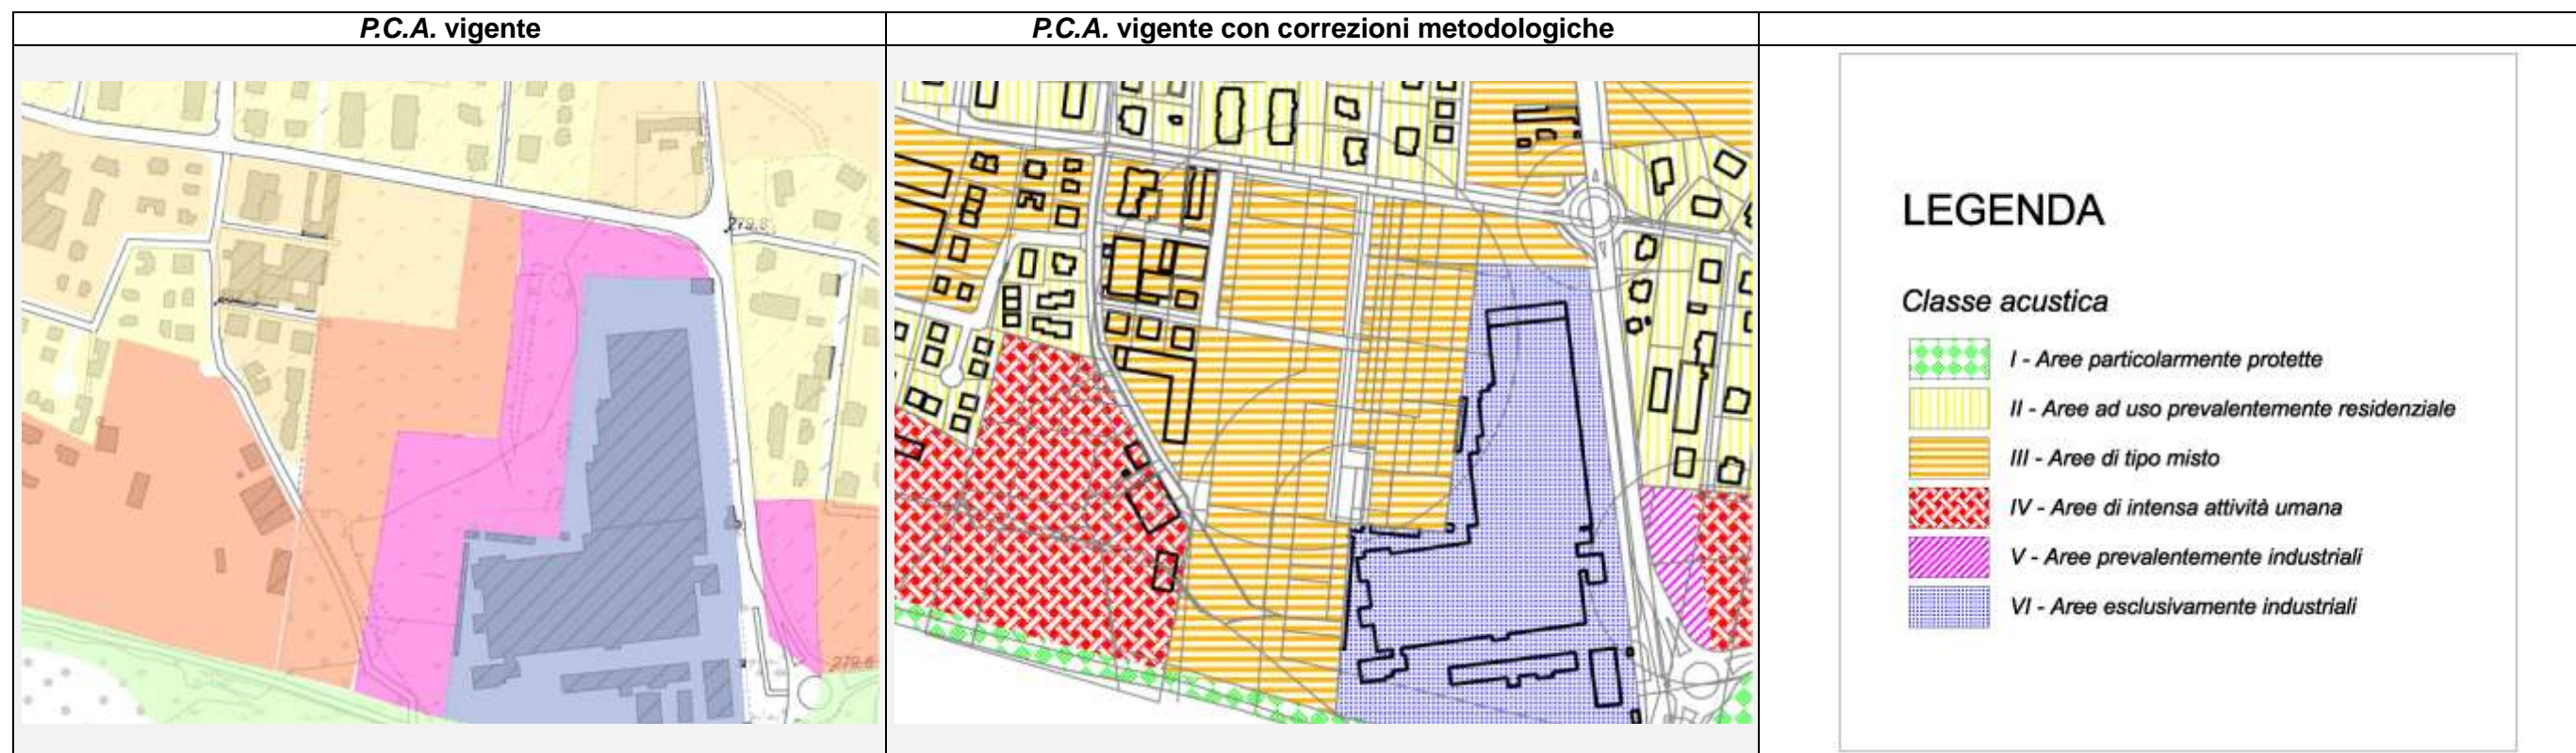 P.C.A. vigente
P.C.A. vigente con correzioni metodologiche
LEGENDA
Classe acustica
I - Aree particolarmente protette
II - Aree ad uso prevalentemente residenziale
III - Aree di tipo misto
IV - Aree di intensa attività umana
V - Aree prevalentemente industriali
VI - Aree esclusivamente industriali